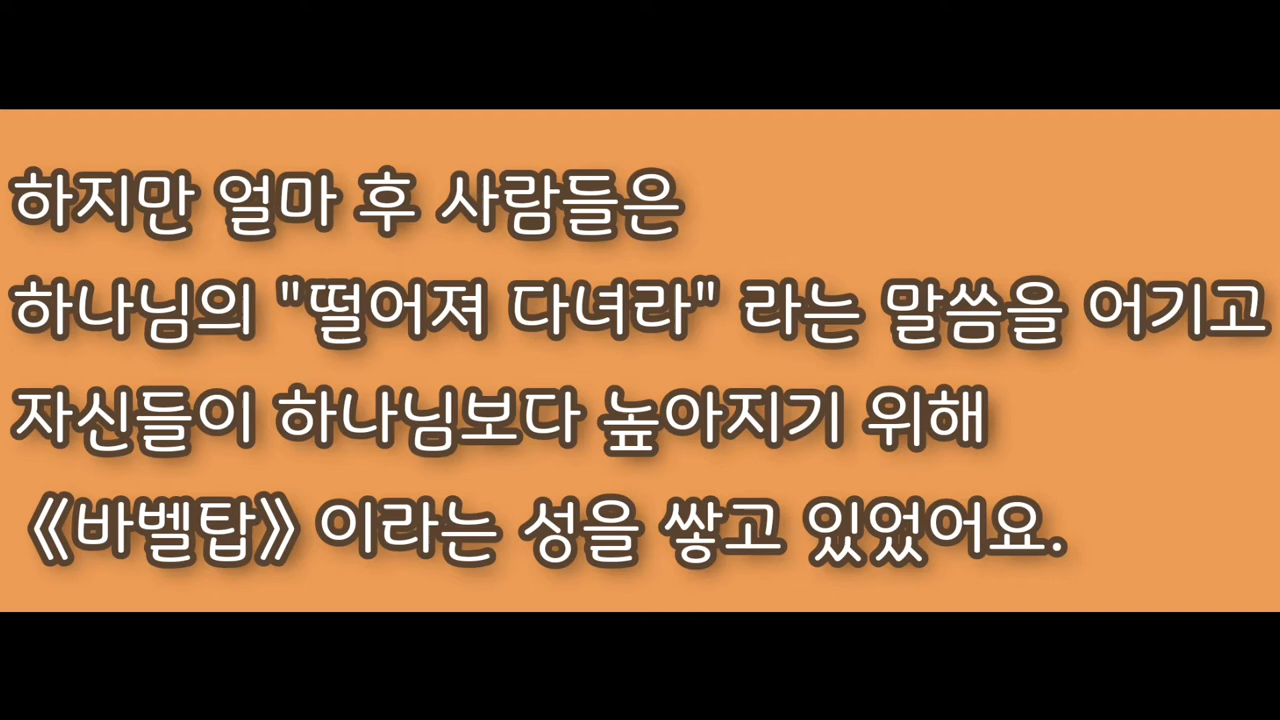 하지만 얼마 후 사람들은
하나님의 "떨어져 다녀라" 라는 말씀을 어기고
자신들이 하나님보다 높아지기 위해
《바벨탑》이라는 성을 쌓고 있었어요.